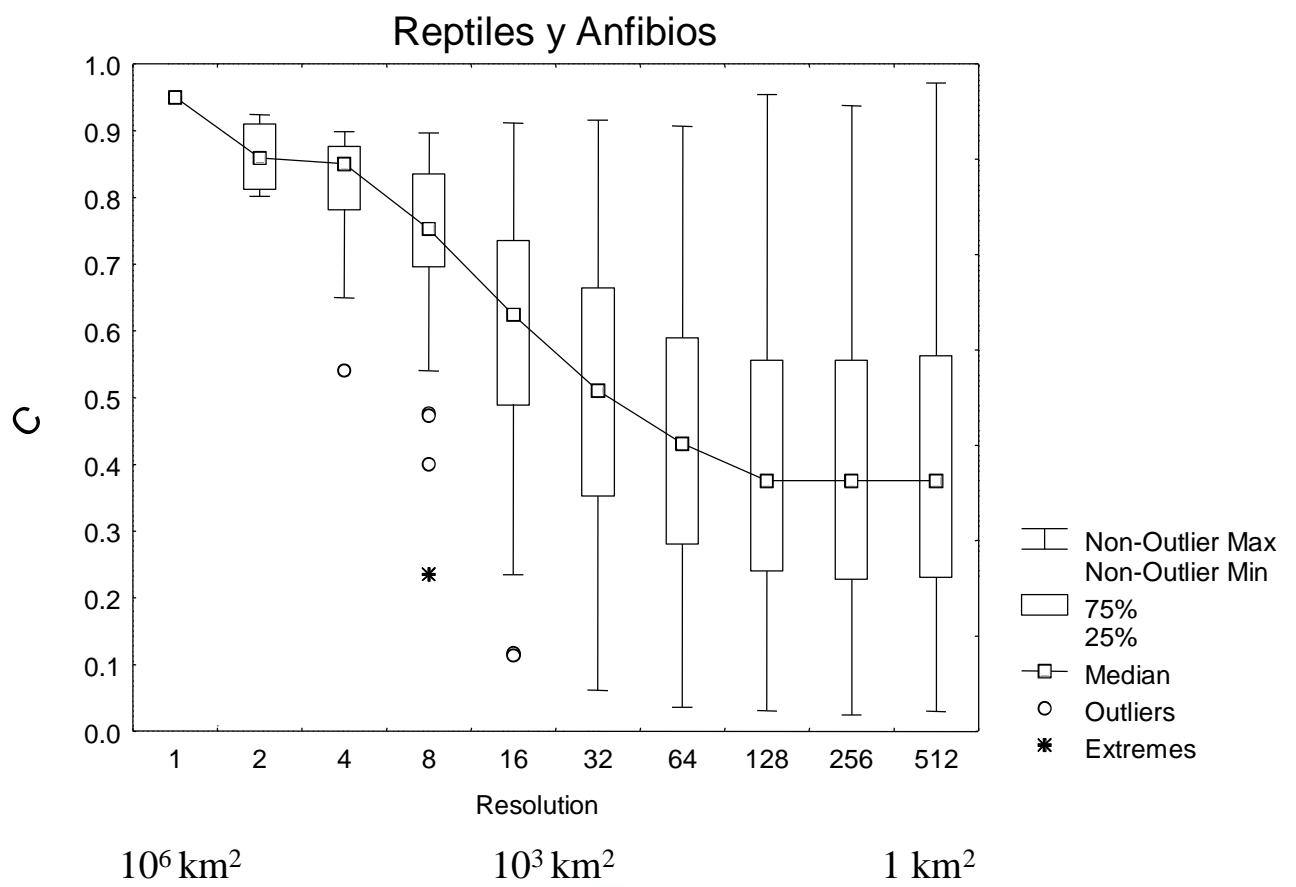 Reptiles y Anfibios
1.0
0.9
0.8
0.7
0.6
0.5
0.4
0.3
0.2
0.1
0.0
C
1 2 4 8 16 32 64 128 256 512
Resolution
10⁶ km² 10³ km² 1 km²
Non-Outlier Max
Non-Outlier Min
75%
25%
Median
Outliers
Extremes